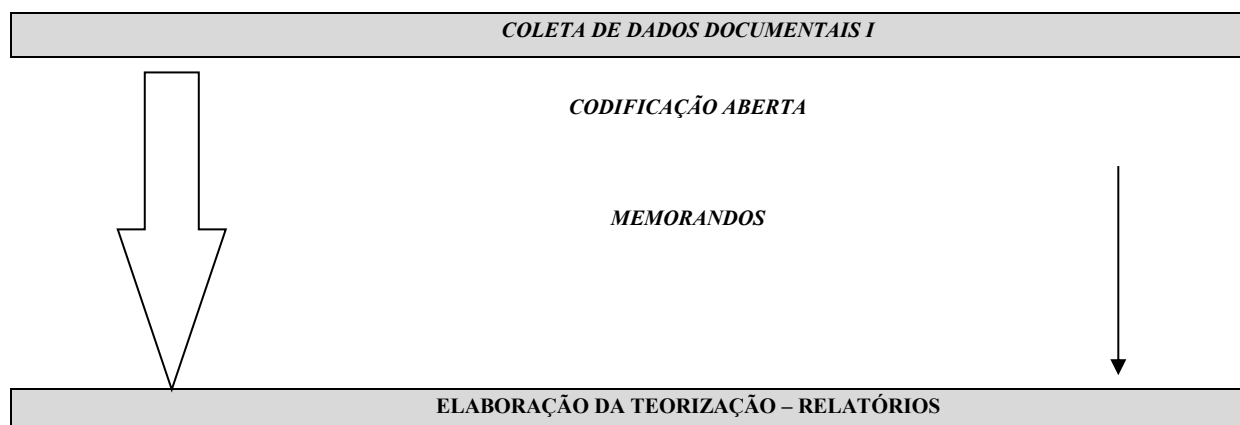 COLETA DE DADOS DOCUMENTAIS I
CODIFICAÇÃO ABERTA
MEMORANDOS
ELABORAÇÃO DA TEORIZAÇÃO – RELATÓRIOS